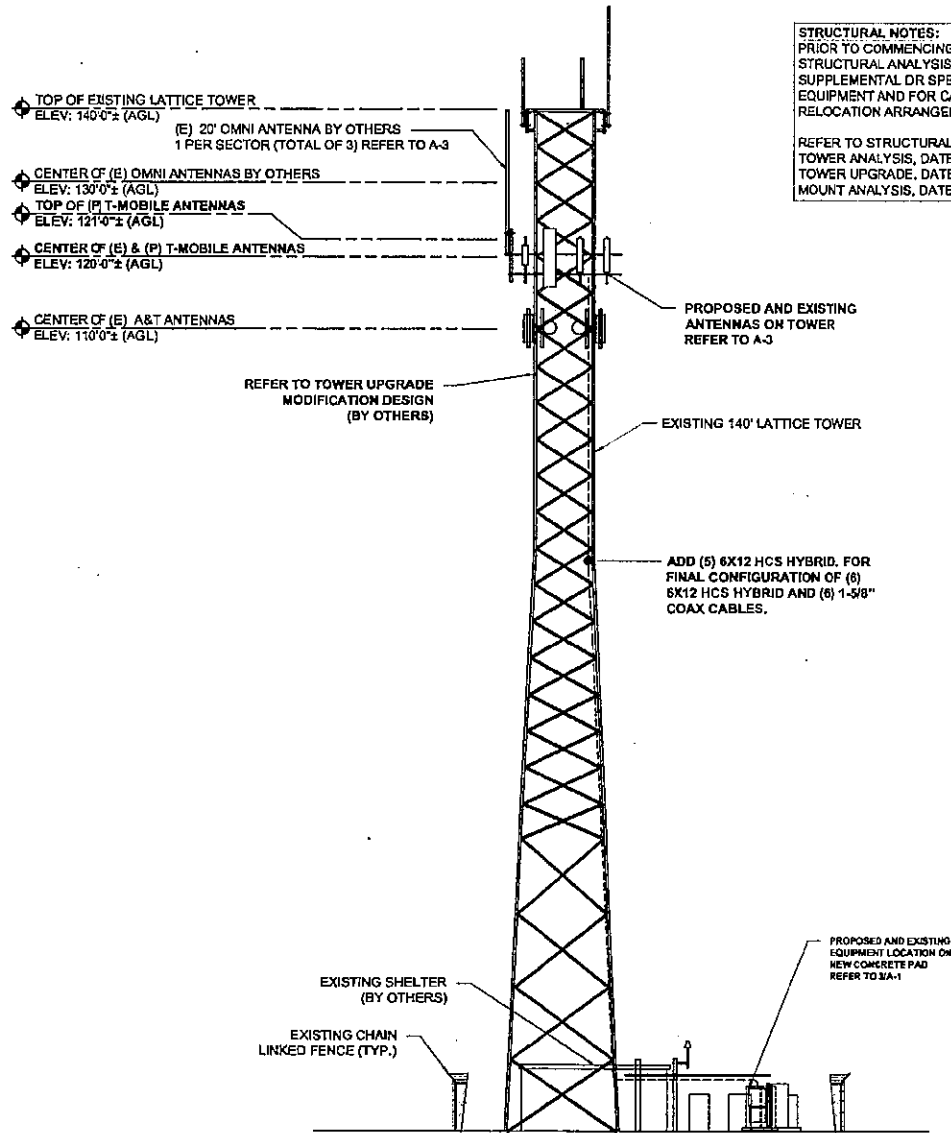 STRUCTURAL NOTES:
PRIOR TO COMMENCING
STRUCTURAL ANALYSIS
SUPPLEMENTAL DR SPE
EQUIPMENT AND FOR CA
RELOCATION ARRANGE
REFER TO STRUCTURAL
TOWER ANALYSIS, DATE
TOWER UPGRADE, DATE
MOUNT ANALYSIS, DATE
TOP OF EXISTING LATTICE TOWER
ELEV: 140'0"± (AGL)
(E) 20' OMNI ANTENNA BY OTHERS
1 PER SECTOR (TOTAL OF 3) REFER TO A-3
CENTER OF (E) OMNI ANTENNAS BY OTHERS
ELEV: 130'0"± (AGL)
TOP OF (P) T-MOBILE ANTENNAS
ELEV: 121'-0"± (AGL)
CENTER OF (E) & (P) T-MOBILE ANTENNAS
ELEV: 120'-0"± (AGL)
CENTER OF (E) A&T ANTENNAS
ELEV: 110'0"± (AGL)
PROPOSED AND EXISTING
ANTENNAS ON TOWER
REFER TO A-3
REFER TO TOWER UPGRADE
MODIFICATION DESIGN
(BY OTHERS)
EXISTING 140' LATTICE TOWER
ADD (5) 6X12 HCS HYBRID. FOR
FINAL CONFIGURATION OF (6)
6X12 HCS HYBRID AND (6) 1-5/8"
COAX CABLES.
PROPOSED AND EXISTING
EQUIPMENT LOCATION ON
NEW CONCRETE PAD
REFER TO 3/A-1
EXISTING SHELTER
(BY OTHERS)
EXISTING CHAIN
LINKED FENCE (TYP.)